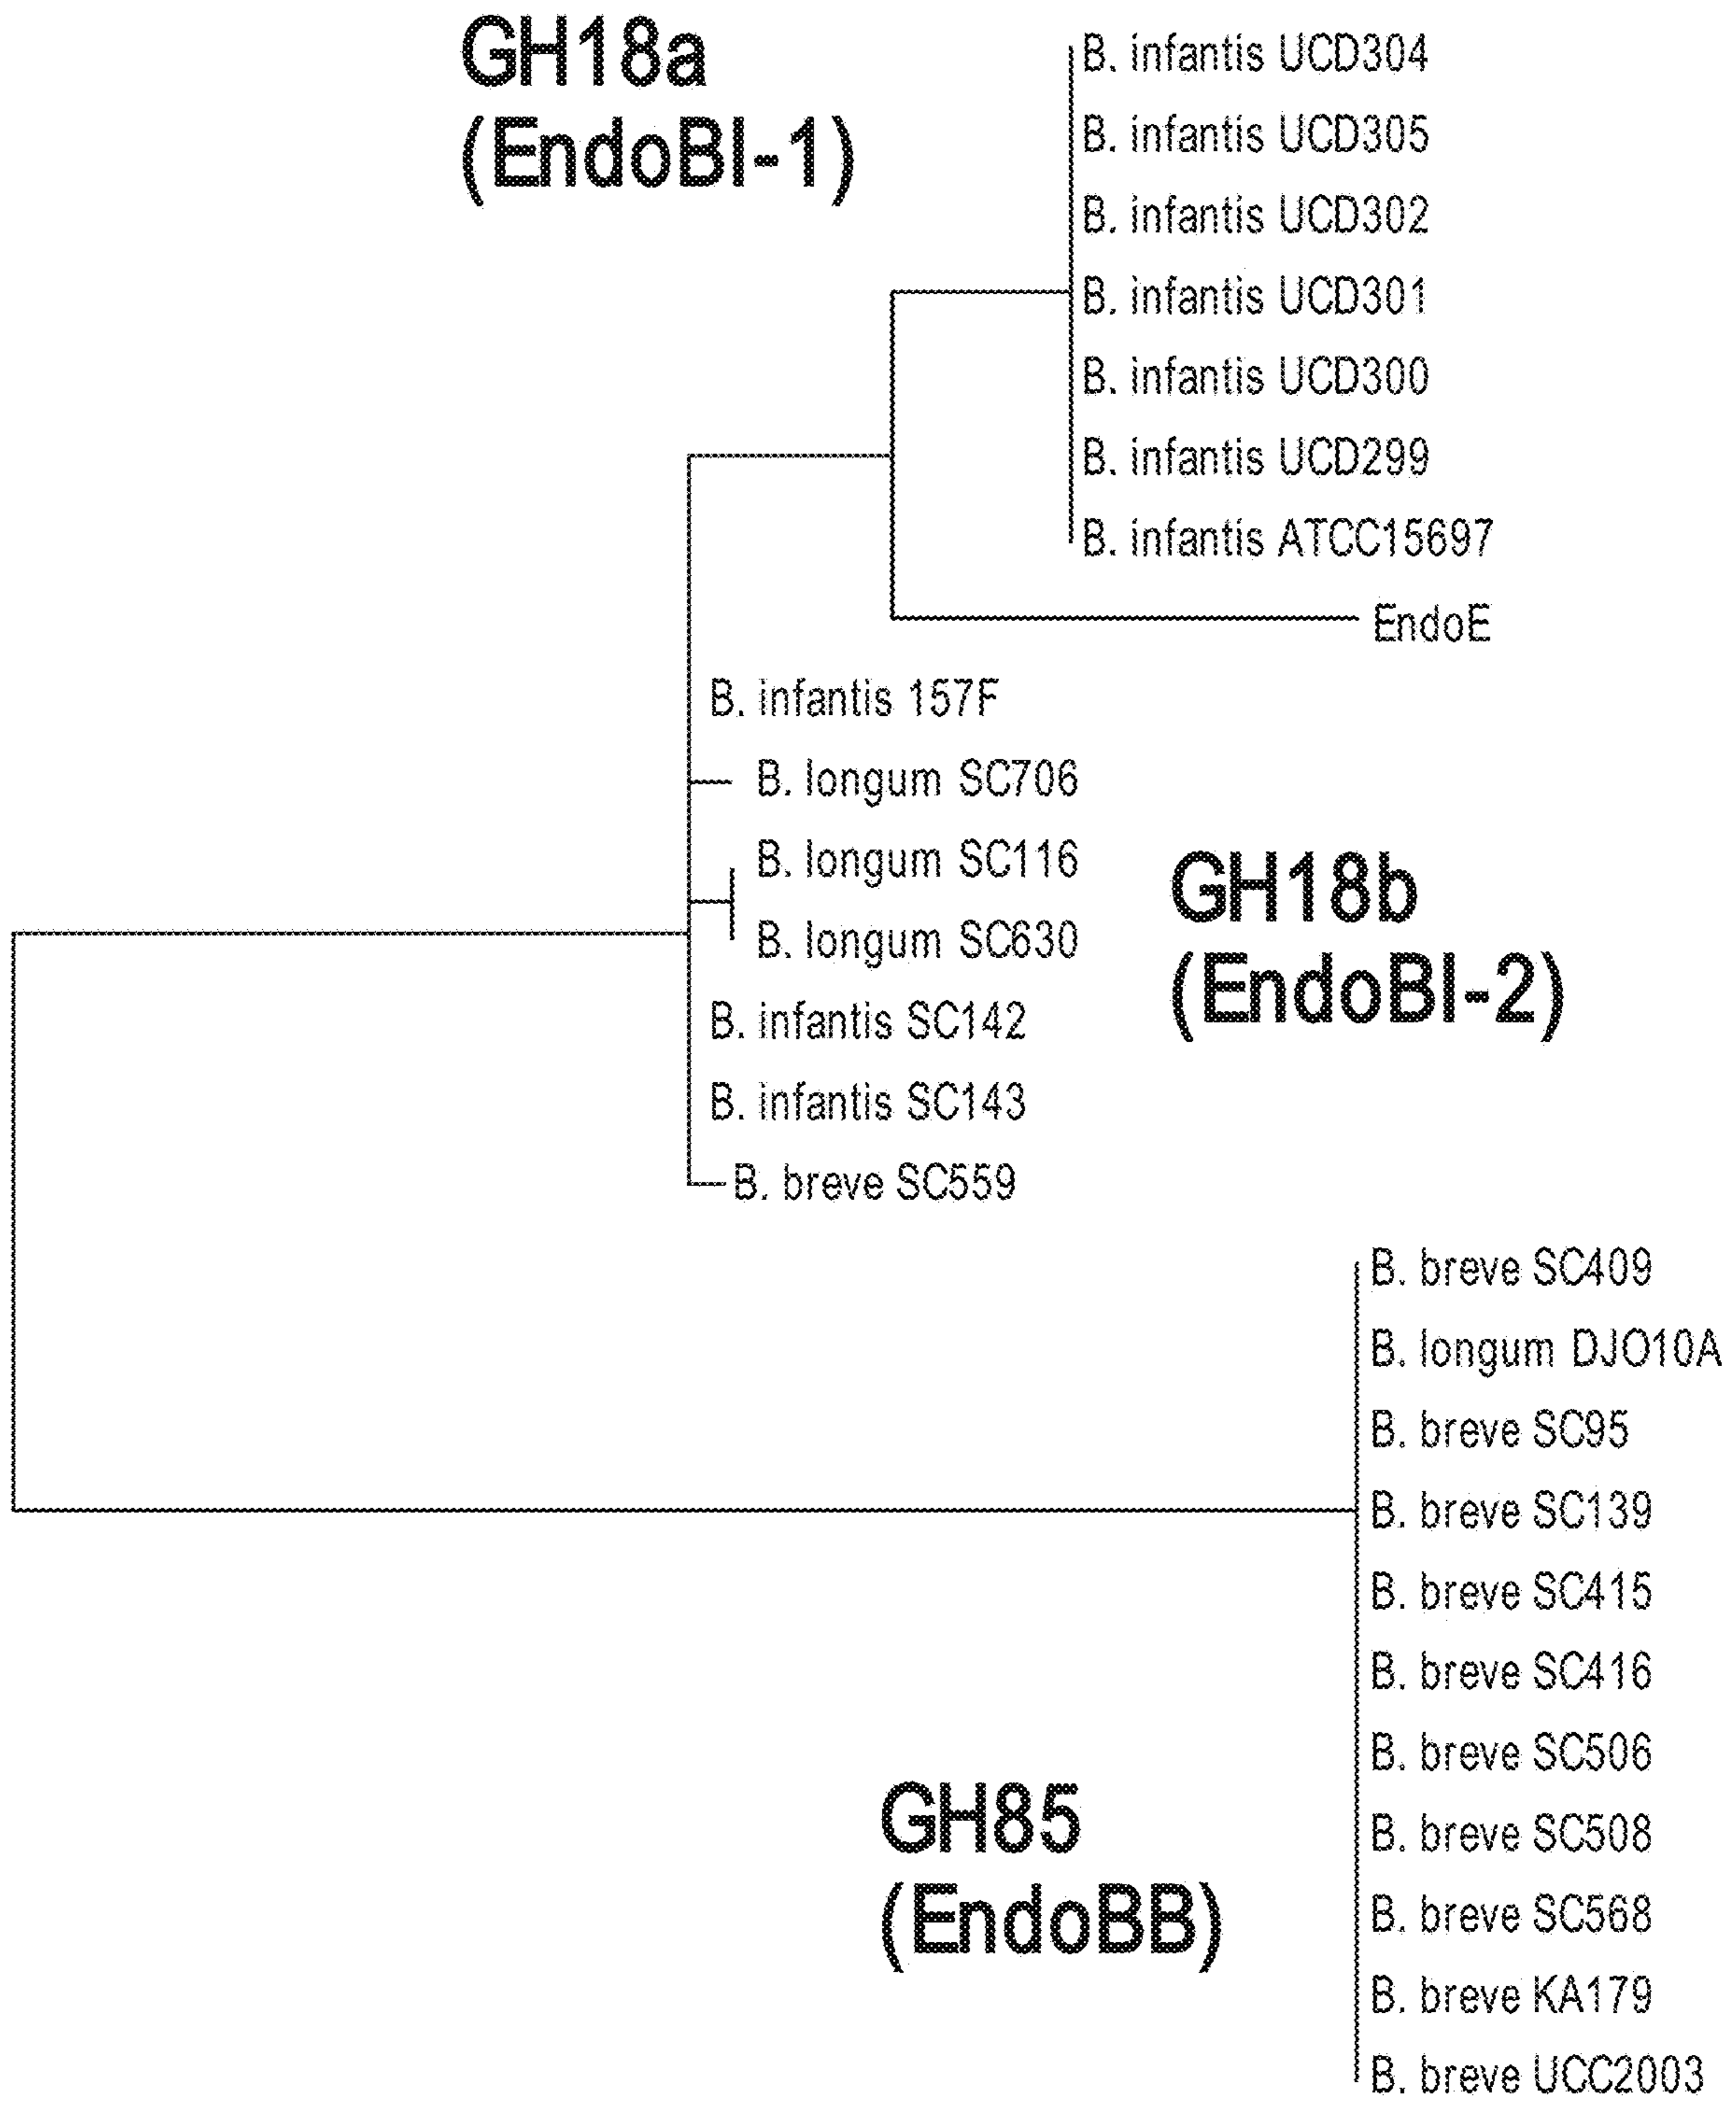 GH18a
(EndoBI-1)
B. infantis UCD304
B. infantis UCD305
B. infantis UCD302
B. infantis UCD301
B. infantis UCD300
B. infantis UCD299
B. infantis ATCC15697
EndoE
B. infantis 157F
B. longum SC706
B. longum SC116
B. longum SC630
GH18b
(EndoBI-2)
B. infantis SC142
B. infantis SC143
B. breve SC559
B. breve SC409
B. longum DJO10A
B. breve SC95
B. breve SC139
B. breve SC415
B. breve SC416
B. breve SC506
B. breve SC508
B. breve SC568
GH85
(EndoBB)
B. breve KA179
B. breve UCC2003